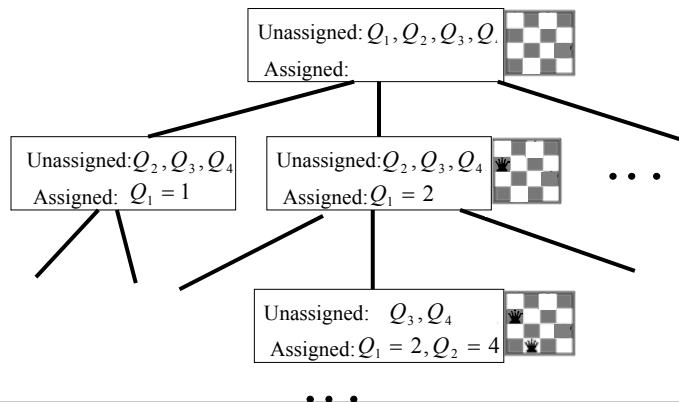 Unassigned: Q₁, Q₂, Q₃, Q
Assigned:
Unassigned: Q₂, Q₃, Q₄
Assigned: Q₁ = 1
Unassigned: Q₂, Q₃, Q₄
Assigned: Q₁ = 2
• • •
Unassigned: Q₃, Q₄
Assigned: Q₁ = 2, Q₂ = 4
• • •